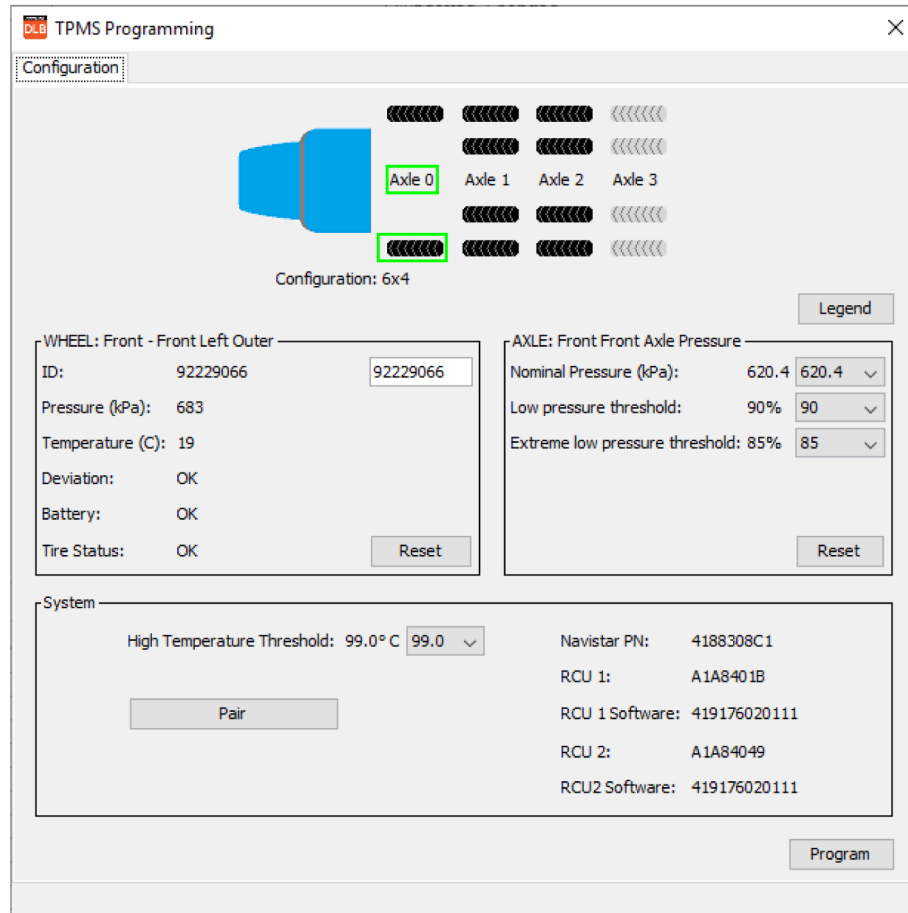 DLB TPMS Programming
Configuration
Axle 0 Axle 1 Axle 2 Axle 3
Configuration: 6x4
Legend
WHEEL: Front - Front Left Outer
ID: 92229066 92229066
Pressure (kPa): 683
Temperature (C): 19
Deviation: OK
Battery: OK
Tire Status: OK Reset
AXLE: Front Front Axle Pressure
Nominal Pressure (kPa): 620.4 620.4
Low pressure threshold: 90% 90
Extreme low pressure threshold: 85% 85
Reset
System
High Temperature Threshold: 99.0° C 99.0
Pair
Navistar PN: 4188308C1
RCU 1: A1A8401B
RCU 1 Software: 419176020111
RCU 2: A1A84049
RCU2 Software: 419176020111
Program